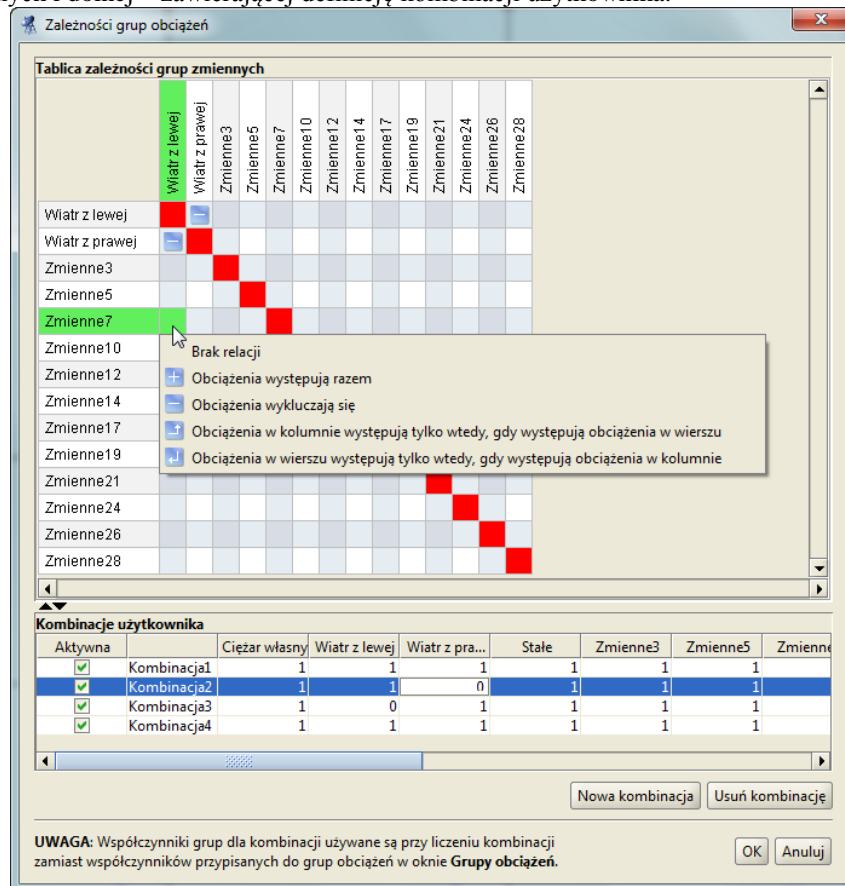 Zależności grup obciążeń
Tablica zależności grup zmiennych
Wiatr z lewej
Wiatr z prawej
Zmienne3
Zmienne5
Zmienne7
Zmienne10
Zmienne12
Zmienne14
Zmienne17
Zmienne19
Zmienne21
Zmienne24
Zmienne26
Zmienne28
Wiatr z lewej
Wiatr z prawej
Zmienne3
Zmienne5
Zmienne7
Zmienne10
Zmienne12
Zmienne14
Zmienne17
Zmienne19
Zmienne21
Zmienne24
Zmienne26
Zmienne28
Brak relacji
Obciążenia występują razem
Obciążenia wykluczają się
Obciążenia w kolumnie występują tylko wtedy, gdy występują obciążenia w wierszu
Obciążenia w wierszu występują tylko wtedy, gdy występują obciążenia w kolumnie
Kombinacje użytkownika
Aktywna Ciężar własny Wiatr z lewej Wiatr z pra... Stałe Zmienne3 Zmienne5 Zmienne
Kombinacja1 1 1 1 1 1 1
Kombinacja2 1 1 0 1 1 1
Kombinacja3 1 0 1 1 1 1
Kombinacja4 1 1 1 1 1 1
Nowa kombinacja Usuń kombinację
UWAGA: Współczynniki grup dla kombinacji używane są przy liczeniu kombinacji
zamiast współczynników przypisanych do grup obciążeń w oknie Grupy obciążeń.
OK Anuluj